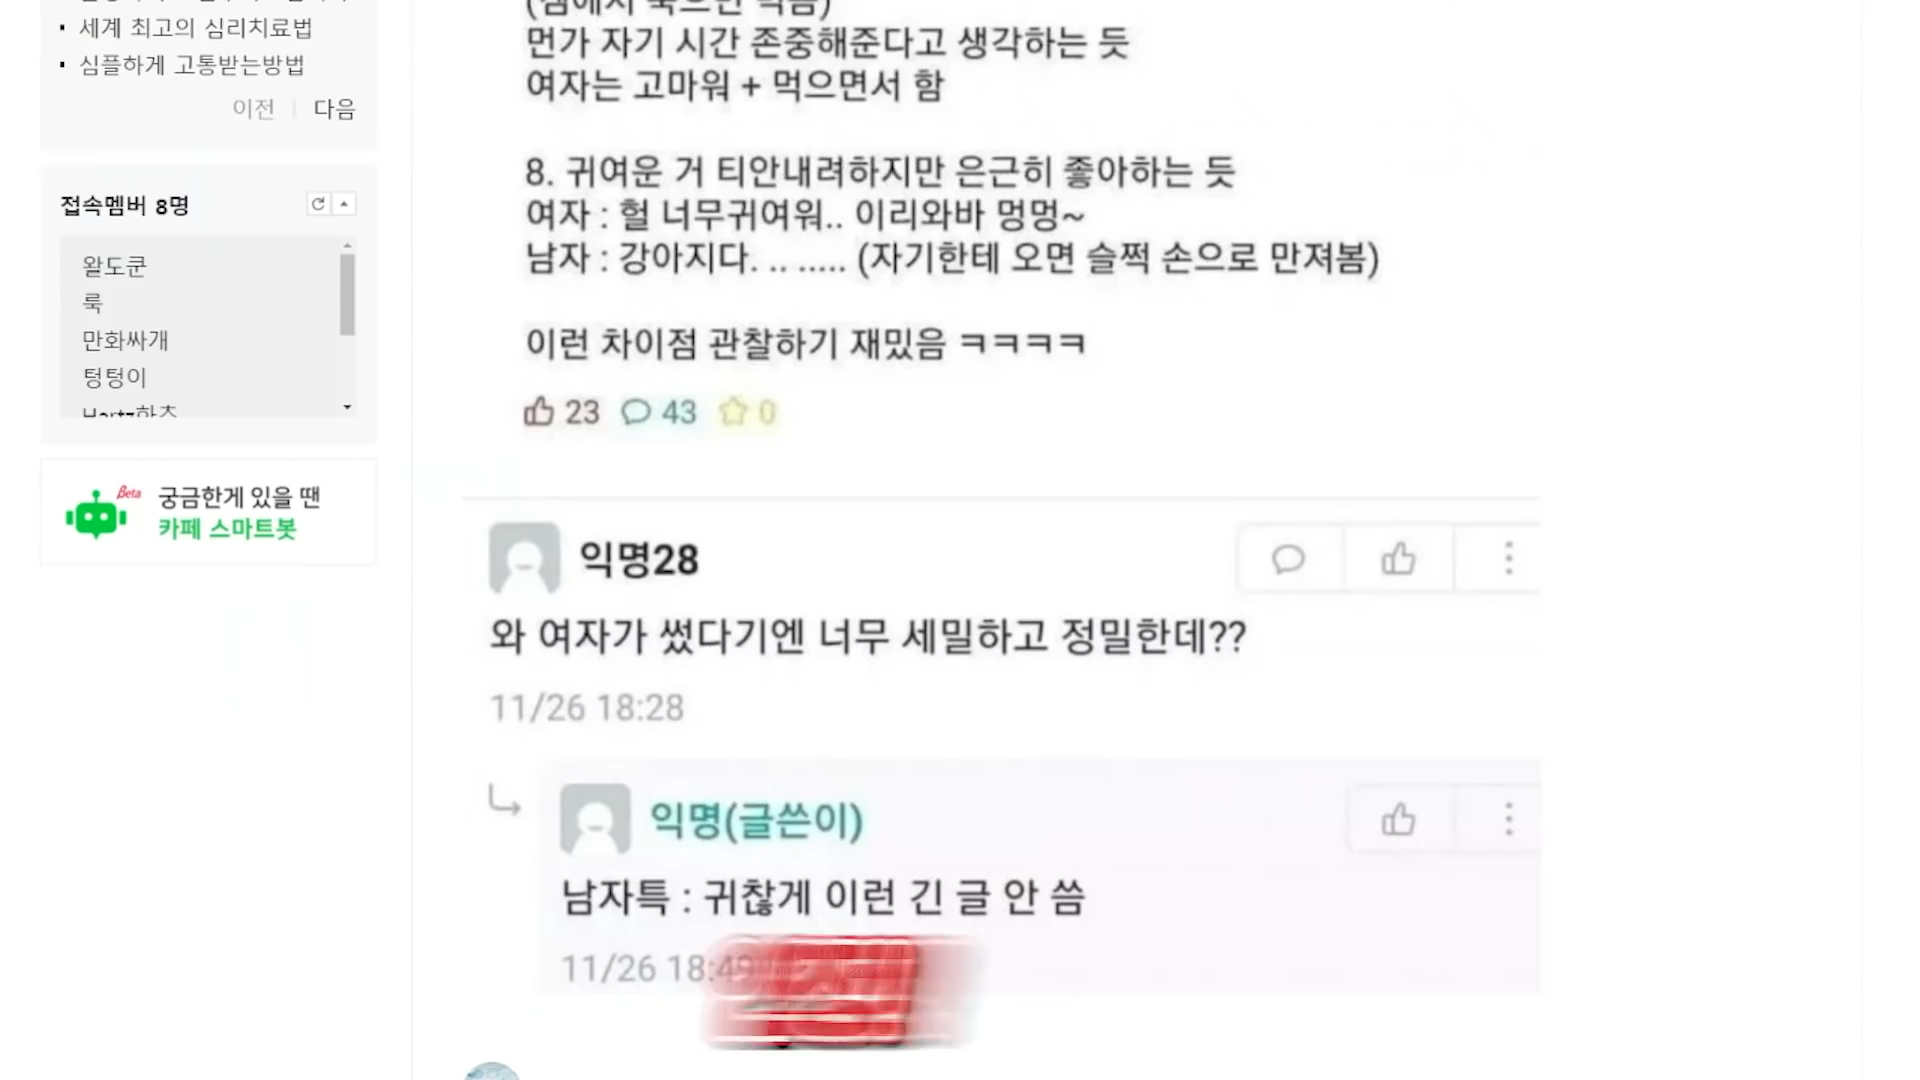 세계 최고의 심리치료법
심플하게 고통받는방법
이전 다음
접속멤버 8명
왈도쿤
룩
만화싸개
텅텅이
Beta
궁금한게 있을 땐
카페 스마트봇
먼가 자기 시간 존중해준다고 생각하는 듯
여자는 고마워 + 먹으면서 함
8. 귀여운 거 티안내려하지만 은근히 좋아하는 듯
여자 : 헐 너무귀여워.. 이리와바 멍멍~
남자 : 강아지다. .. ..... (자기한테 오면 슬쩍 손으로 만져봄)
이런 차이점 관찰하기 재밌음 ㅋㅋㅋㅋ
23 43 0
익명28
와 여자가 썼다기엔 너무 세밀하고 정밀한데??
11/26 18:28
익명(글쓴이)
남자특 : 귀찮게 이런 긴 글 안 씀
11/26 18:49